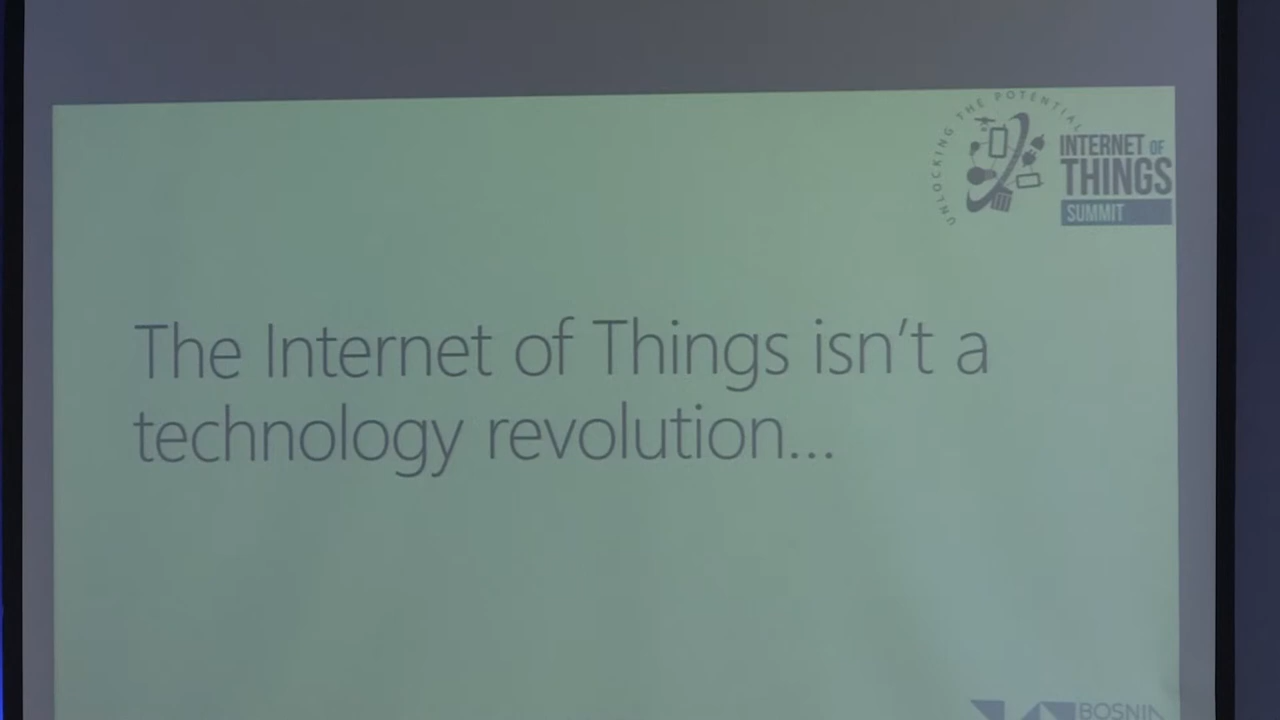 UNLOCKING THE POTENTIAL
INTERNET OF
THINGS
SUMMIT
The Internet of Things isn't a
technology revolution...